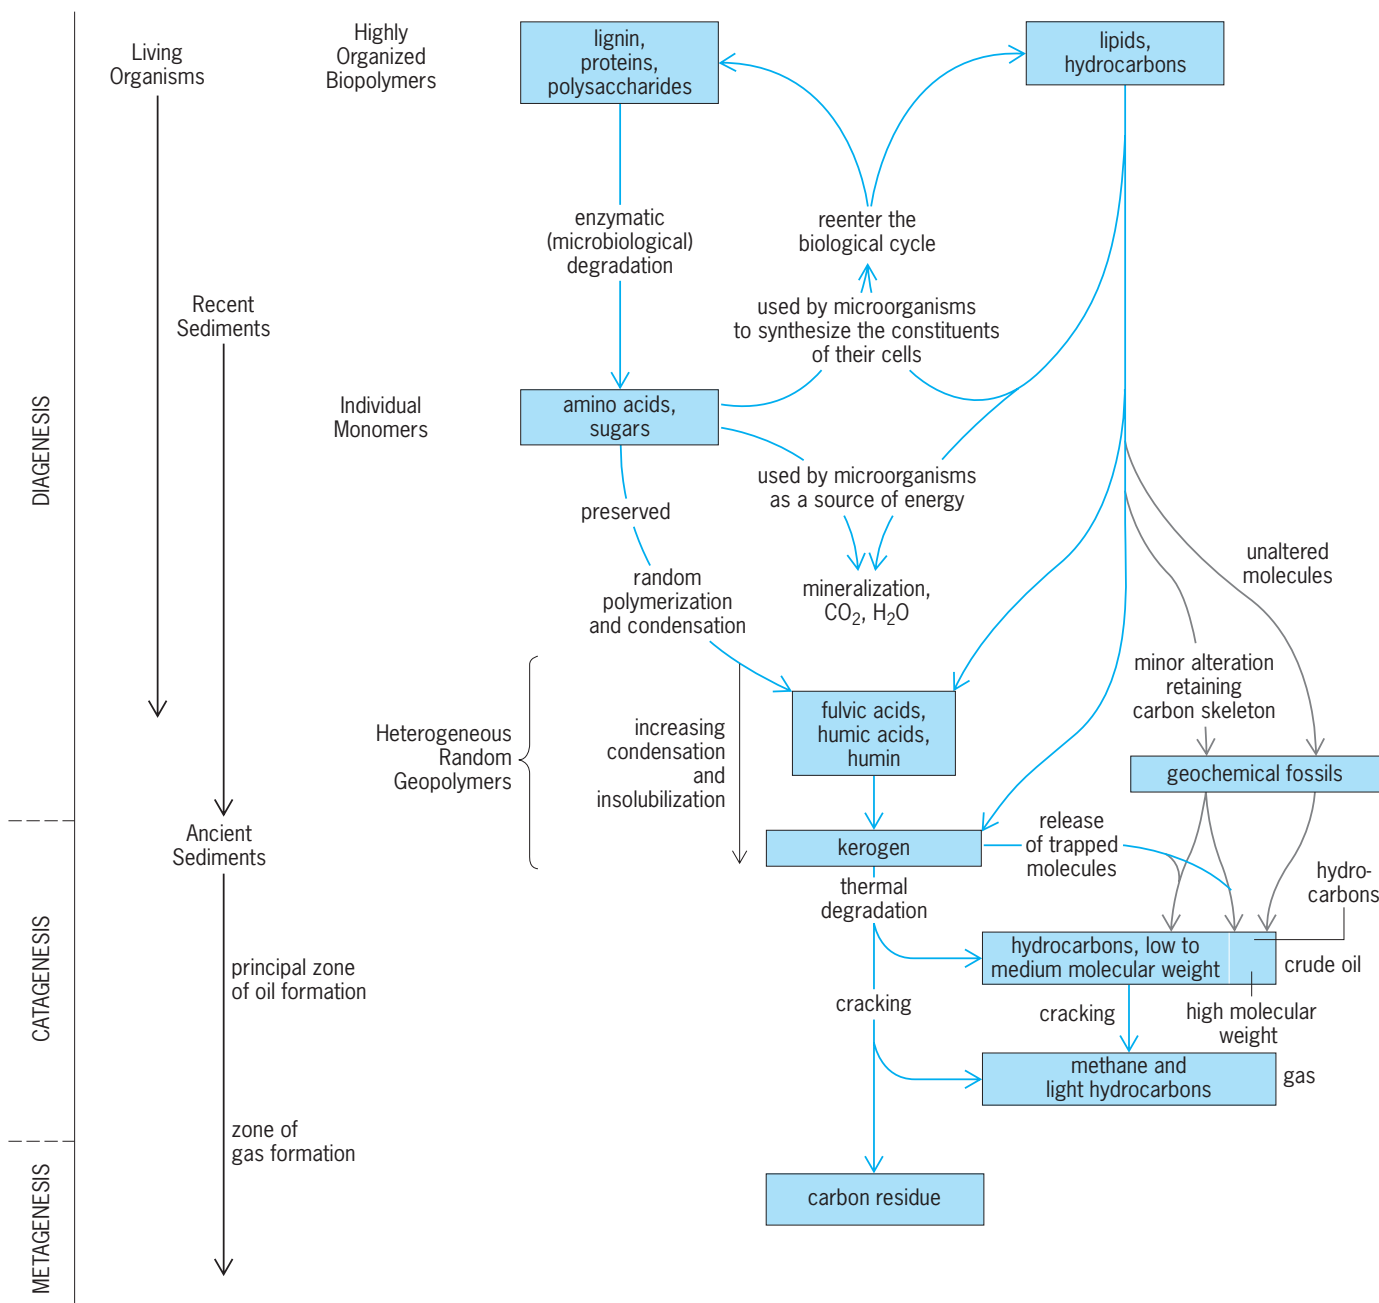 Living
Organisms
Highly
Organized
Biopolymers
lignin,
proteins,
polysaccharides
lipids,
hydrocarbons
enzymatic
(microbiological)
degradation
reenter the
biological cycle
Recent
Sediments
used by microorganisms
to synthesize the constituents
of their cells
DIAGENESIS
Individual
Monomers
amino acids,
sugars
preserved
used by microorganisms
as a source of energy
unaltered
molecules
random
polymerization
and condensation
mineralization,
CO₂, H₂O
minor alteration
retaining
carbon skeleton
Heterogeneous
Random
Geopolymers
increasing
condensation
and
insolubilization
fulvic acids,
humic acids,
humin
geochemical fossils
Ancient
Sediments
kerogen
release
of trapped
molecules
hydro-
carbons
CATAGENESIS
thermal
degradation
principal zone
of oil formation
hydrocarbons, low to
medium molecular weight
crude oil
cracking
cracking
high molecular
weight
methane and
light hydrocarbons
gas
zone of
gas formation
METAGENESIS
carbon residue